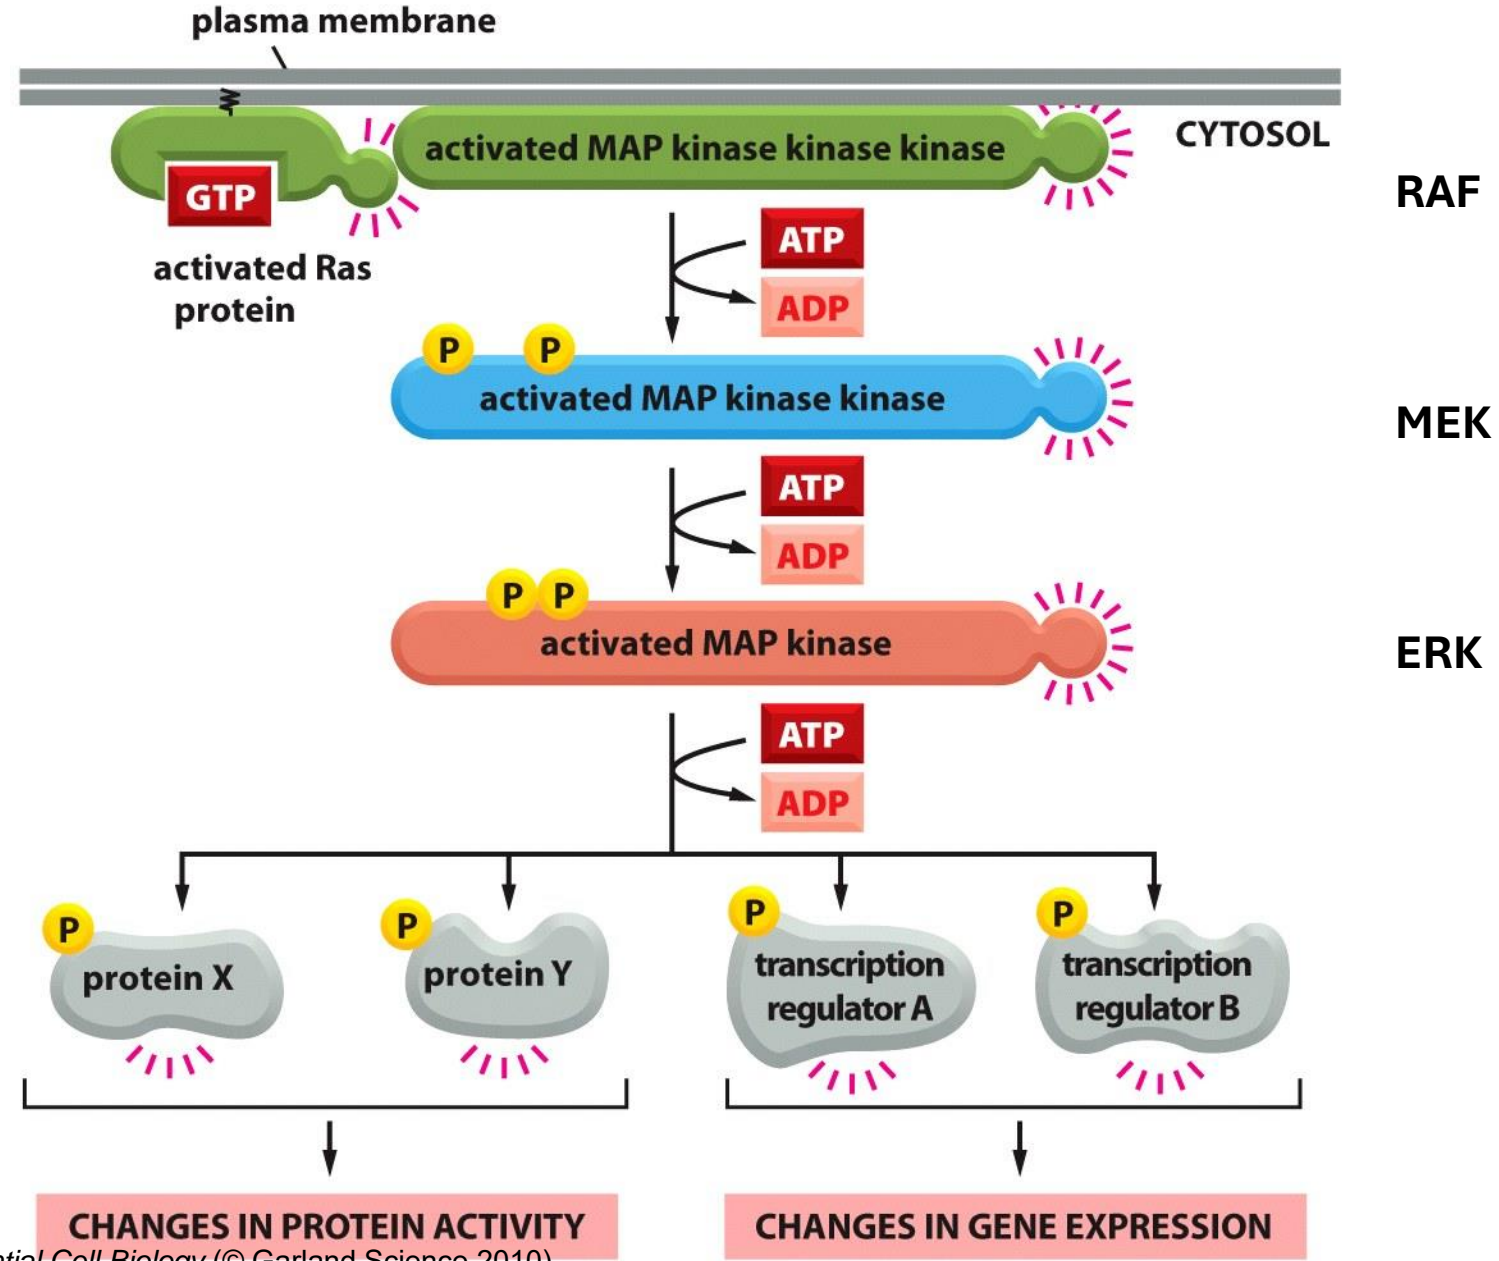 plasma membrane
CYTOSOL
activated MAP kinase kinase kinase
RAF
GTP
activated Ras
protein
ATP
ADP
P P
activated MAP kinase kinase
MEK
ATP
ADP
P P
activated MAP kinase
ERK
ATP
ADP
P
protein X
P
protein Y
P
transcription
regulator A
P
transcription
regulator B
CHANGES IN PROTEIN ACTIVITY
CHANGES IN GENE EXPRESSION
Cell Biology (© Garland Science 2010)